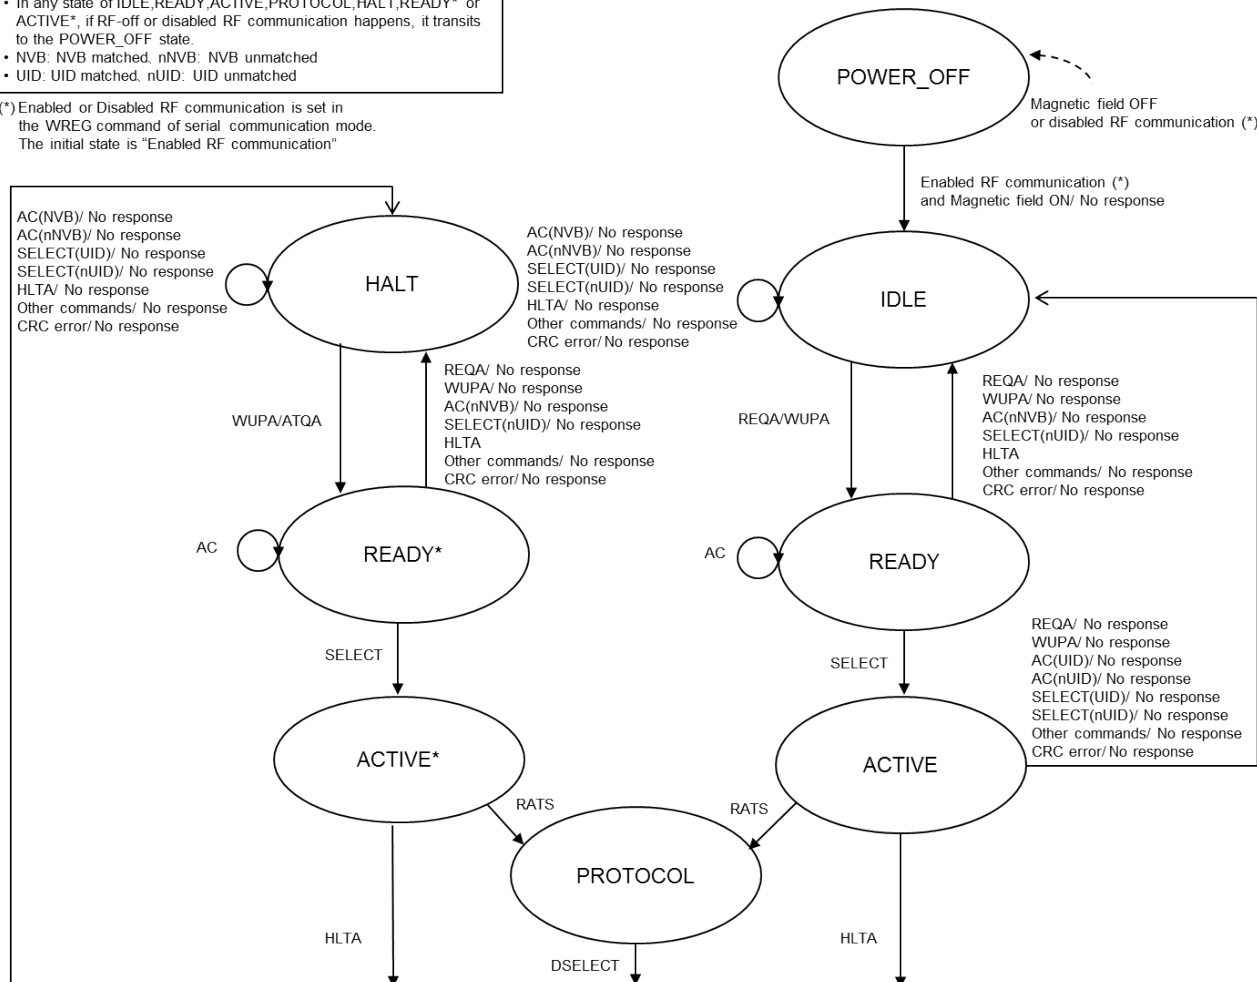 • In any state of IDLE,READY,ACTIVE,PROTOCOL,HALT,READY* or
ACTIVE*, if RF-off or disabled RF communication happens, it transits
to the POWER_OFF state.
• NVB: NVB matched、nNVB: NVB unmatched
• UID: UID matched、nUID: UID unmatched
(*) Enabled or Disabled RF communication is set in
the WREG command of serial communication mode.
The initial state is “Enabled RF communication”
POWER_OFF
Magnetic field OFF
or disabled RF communication (*)
Enabled RF communication (*)
and Magnetic field ON/ No response
AC(NVB)/ No response
AC(nNVB)/ No response
SELECT(UID)/ No response
SELECT(nUID)/ No response
HLTA/ No response
Other commands/ No response
CRC error/ No response
HALT
AC(NVB)/ No response
AC(nNVB)/ No response
SELECT(UID)/ No response
SELECT(nUID)/ No response
HLTA/ No response
Other commands/ No response
CRC error/ No response
IDLE
WUPA/ATQA
REQA/ No response
WUPA/ No response
AC(nNVB)/ No response
SELECT(nUID)/ No response
HLTA
Other commands/ No response
CRC error/ No response
REQA/WUPA
REQA/ No response
WUPA/ No response
AC(nNVB)/ No response
SELECT(nUID)/ No response
HLTA
Other commands/ No response
CRC error/ No response
AC
READY*
AC
READY
SELECT
SELECT
REQA/ No response
WUPA/ No response
AC(UID)/ No response
AC(nUID)/ No response
SELECT(UID)/ No response
SELECT(nUID)/ No response
Other commands/ No response
CRC error/ No response
ACTIVE*
ACTIVE
RATS
RATS
PROTOCOL
HLTA
HLTA
DSELECT